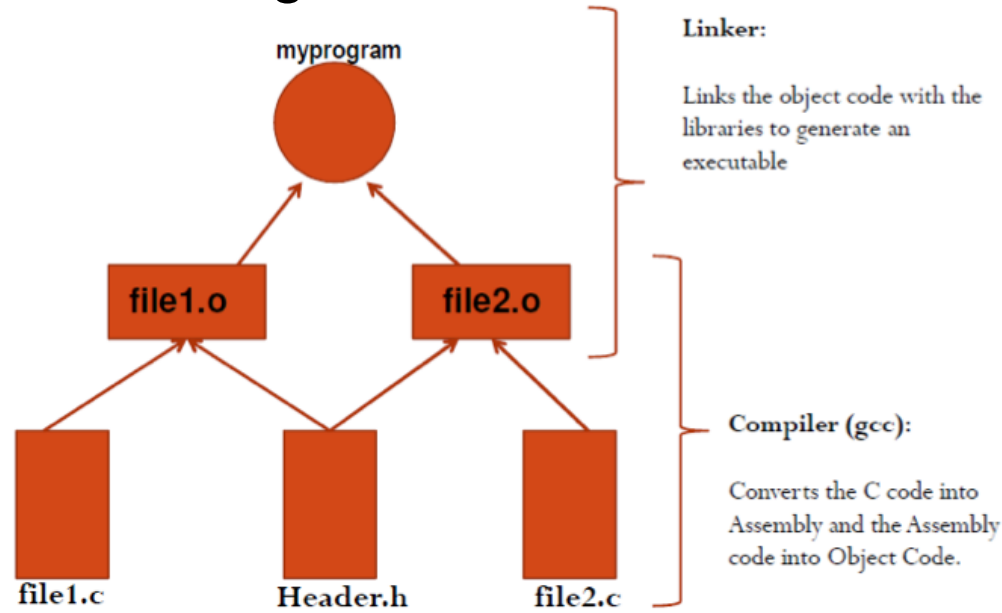 myprogram
Linker:
Links the object code with the
libraries to generate an
executable
file1.o
file2.o
Compiler (gcc):
Converts the C code into
Assembly and the Assembly
code into Object Code.
file1.c
Header.h
file2.c